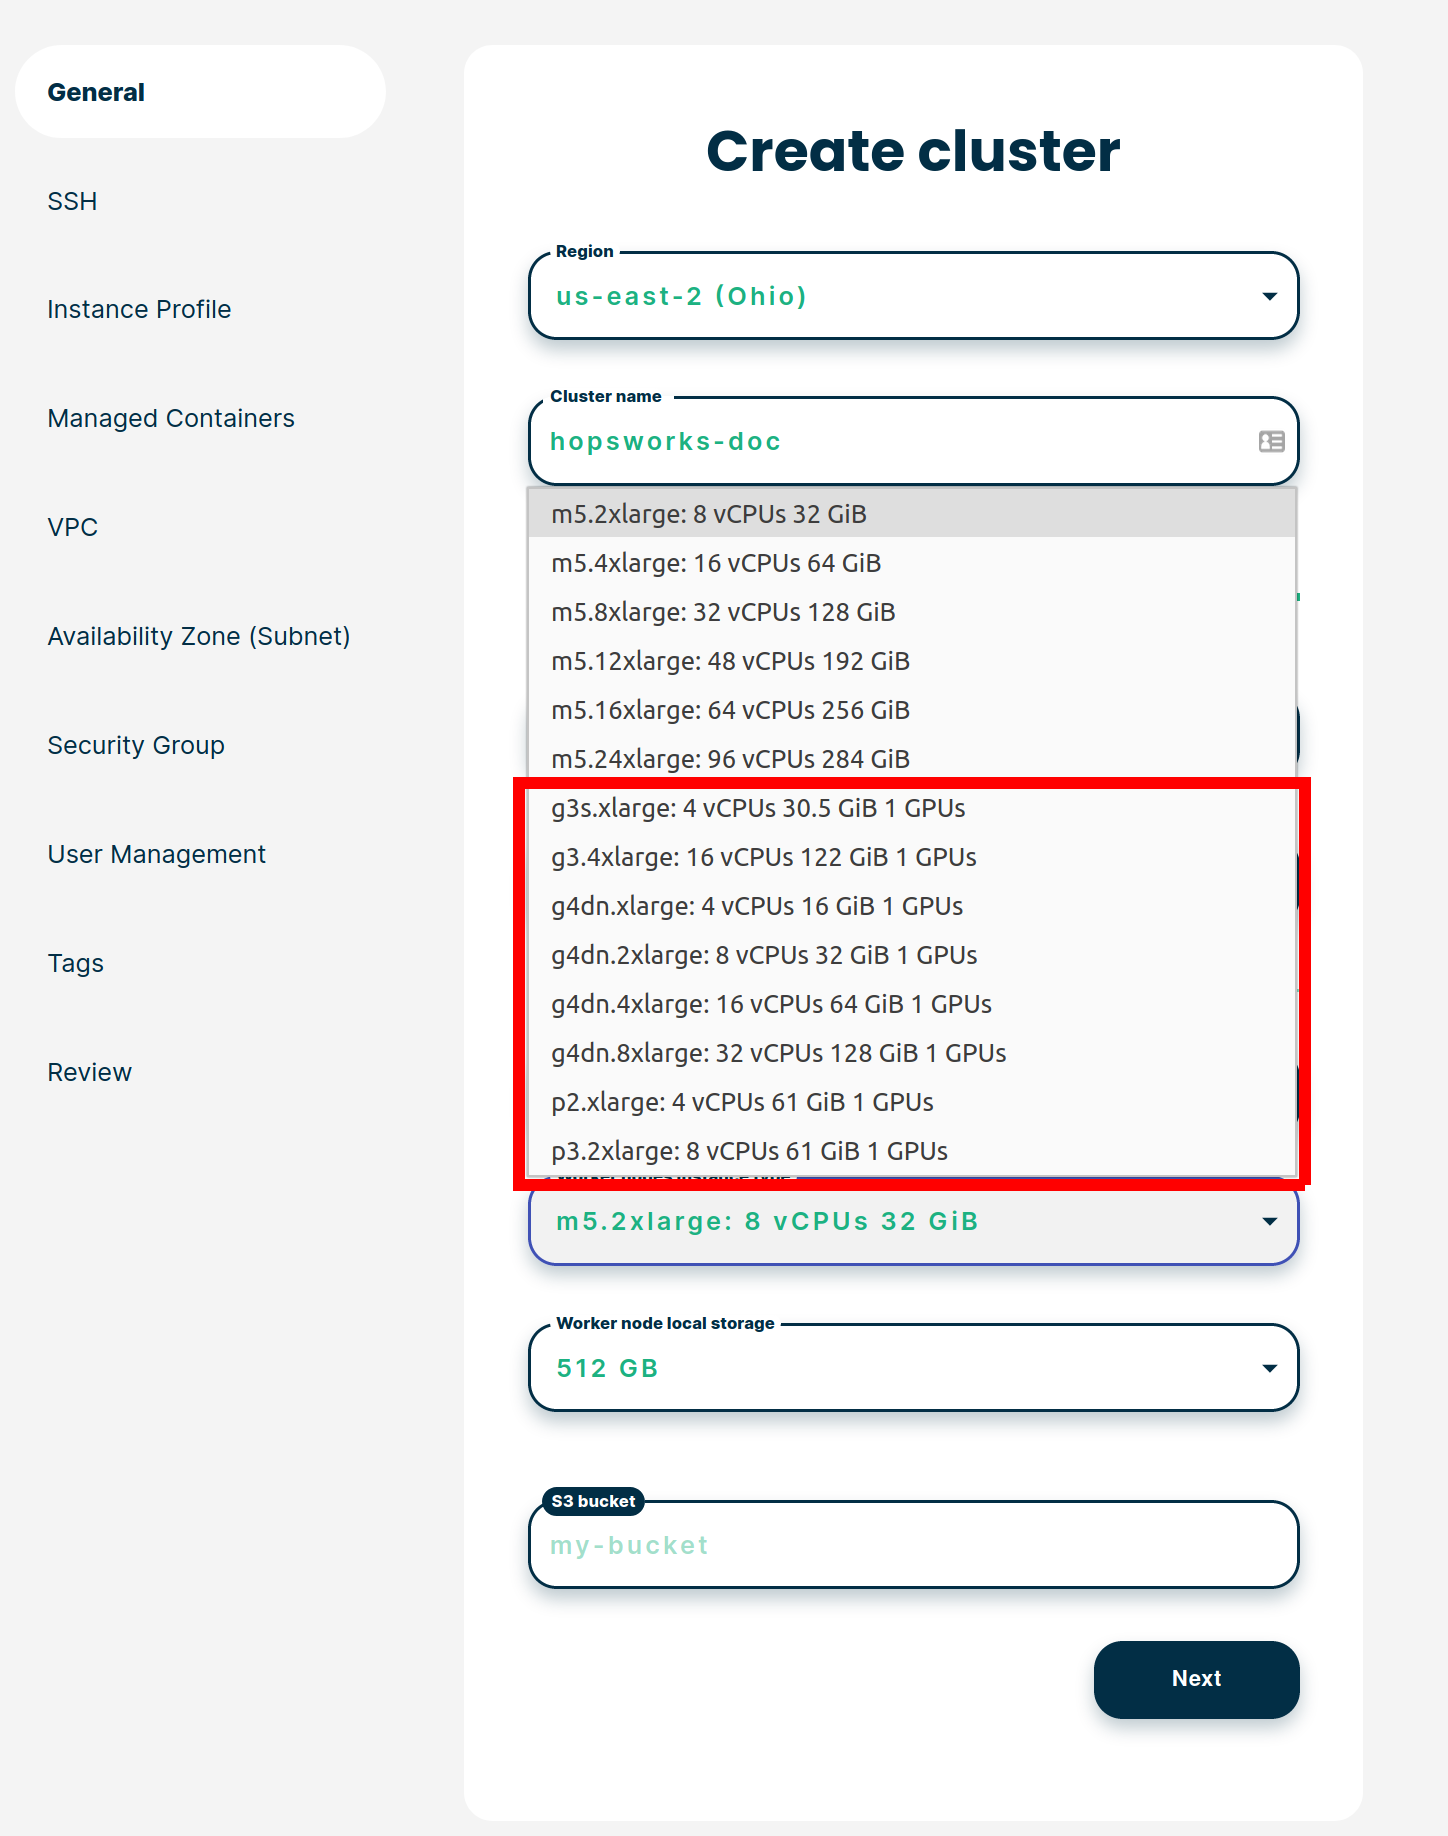 General
SSH
Instance Profile
Managed Containers
VPC
Availability Zone (Subnet)
Security Group
User Management
Tags
Review
Create cluster
Region
us-east-2 (Ohio)
Cluster name
hopsworks-doc
m5.2xlarge: 8 vCPUs 32 GiB
m5.4xlarge: 16 vCPUs 64 GiB
m5.8xlarge: 32 vCPUs 128 GiB
m5.12xlarge: 48 vCPUs 192 GiB
m5.16xlarge: 64 vCPUs 256 GiB
m5.24xlarge: 96 vCPUs 284 GiB
g3s.xlarge: 4 vCPUs 30.5 GiB 1 GPUs
g3.4xlarge: 16 vCPUs 122 GiB 1 GPUs
g4dn.xlarge: 4 vCPUs 16 GiB 1 GPUs
g4dn.2xlarge: 8 vCPUs 32 GiB 1 GPUs
g4dn.4xlarge: 16 vCPUs 64 GiB 1 GPUs
g4dn.8xlarge: 32 vCPUs 128 GiB 1 GPUs
p2.xlarge: 4 vCPUs 61 GiB 1 GPUs
p3.2xlarge: 8 vCPUs 61 GiB 1 GPUs
m5.2xlarge: 8 vCPUs 32 GiB
Worker node local storage
512 GB
S3 bucket
my-bucket
Next